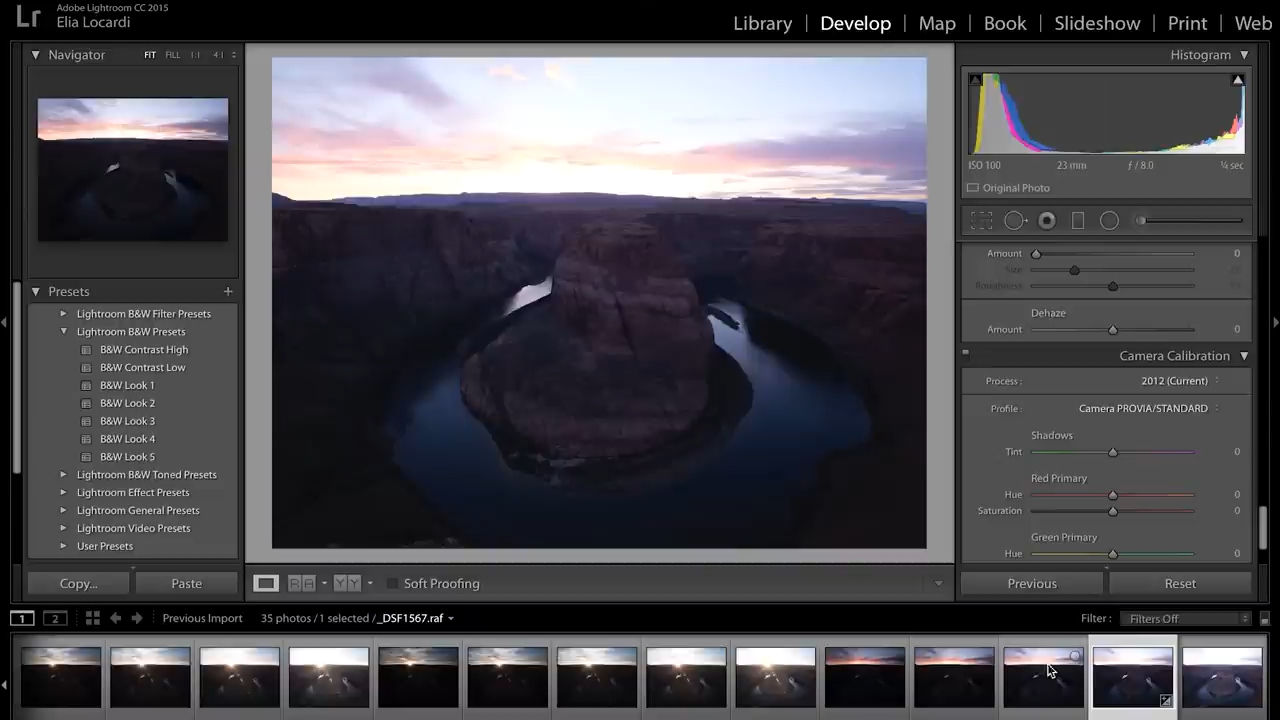 Lr
Adobe Lightroom CC 2015
Elia Locardi
Library | Develop | Map | Book | Slideshow | Print | Web
Navigator
FIT FILL 1:1 4:1
Presets +
Lightroom B&W Filter Presets
Lightroom B&W Presets
B&W Contrast High
B&W Contrast Low
B&W Look 1
B&W Look 2
B&W Look 3
B&W Look 4
B&W Look 5
Lightroom B&W Toned Presets
Lightroom Effect Presets
Lightroom General Presets
Lightroom Video Presets
User Presets
Copy... Paste
Soft Proofing
Histogram
ISO 100 23 mm ƒ / 8.0 ¼ sec
Original Photo
Amount 0
Size
Roughness
Dehaze
Amount 0
Camera Calibration
Process : 2012 (Current)
Profile : Camera PROVIA/STANDARD
Shadows
Tint 0
Red Primary
Hue 0
Saturation 0
Green Primary
Hue 0
Previous Reset
1 2 Previous Import 35 photos / 1 selected / _DSF1567.raf Filter : Filters Off